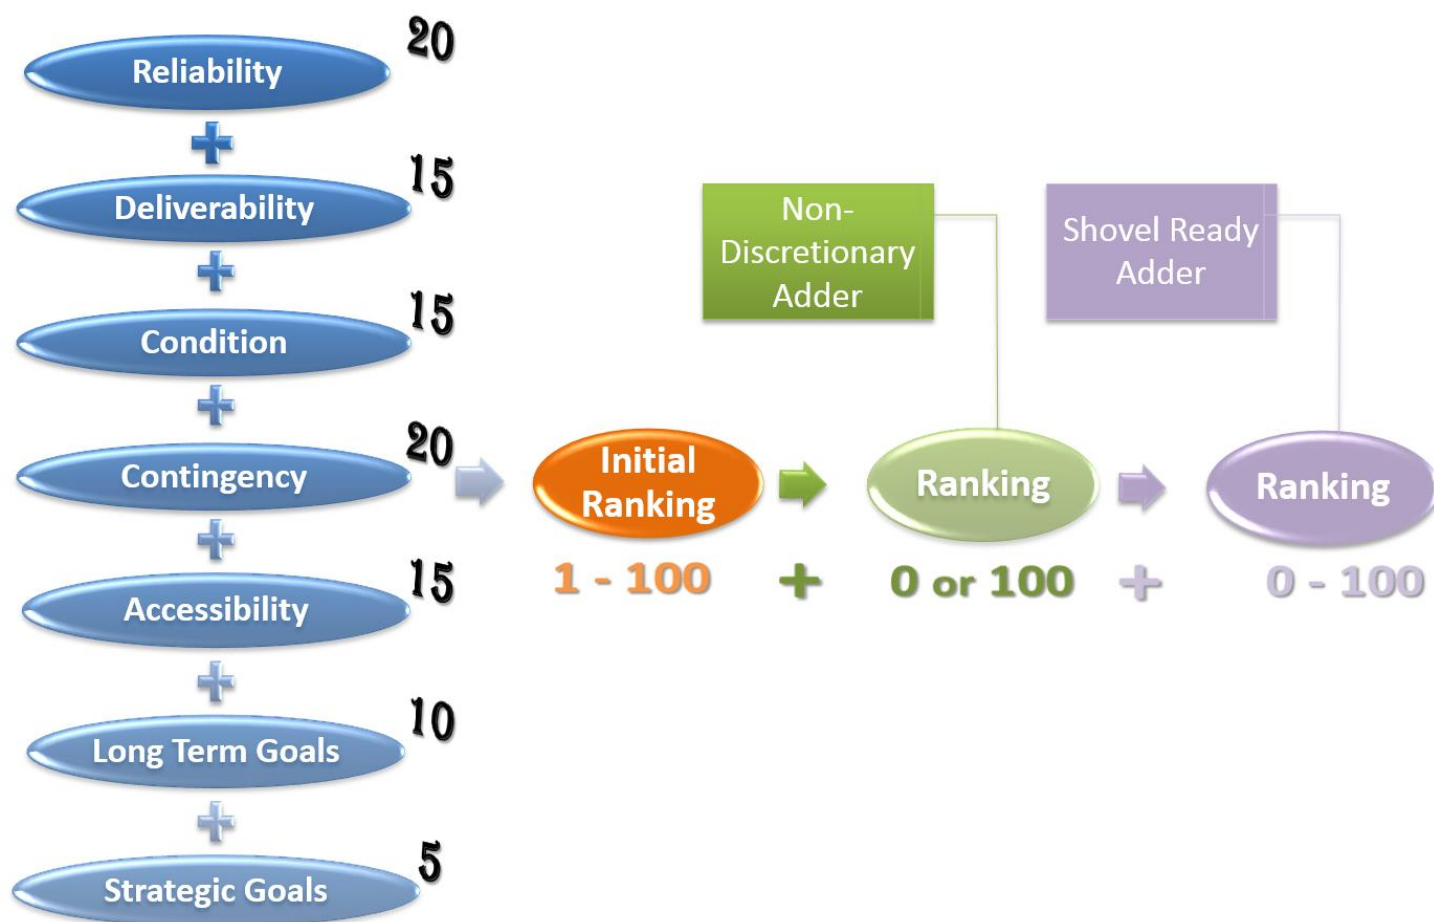 20
Reliability
+
15
Deliverability
+
15
Condition
+
20
Contingency
+
15
Accessibility
+
10
Long Term Goals
+
5
Strategic Goals
Initial
Ranking
1 - 100
+
Non-
Discretionary
Adder
Ranking
0 or 100
+
Shovel Ready
Adder
Ranking
0 - 100